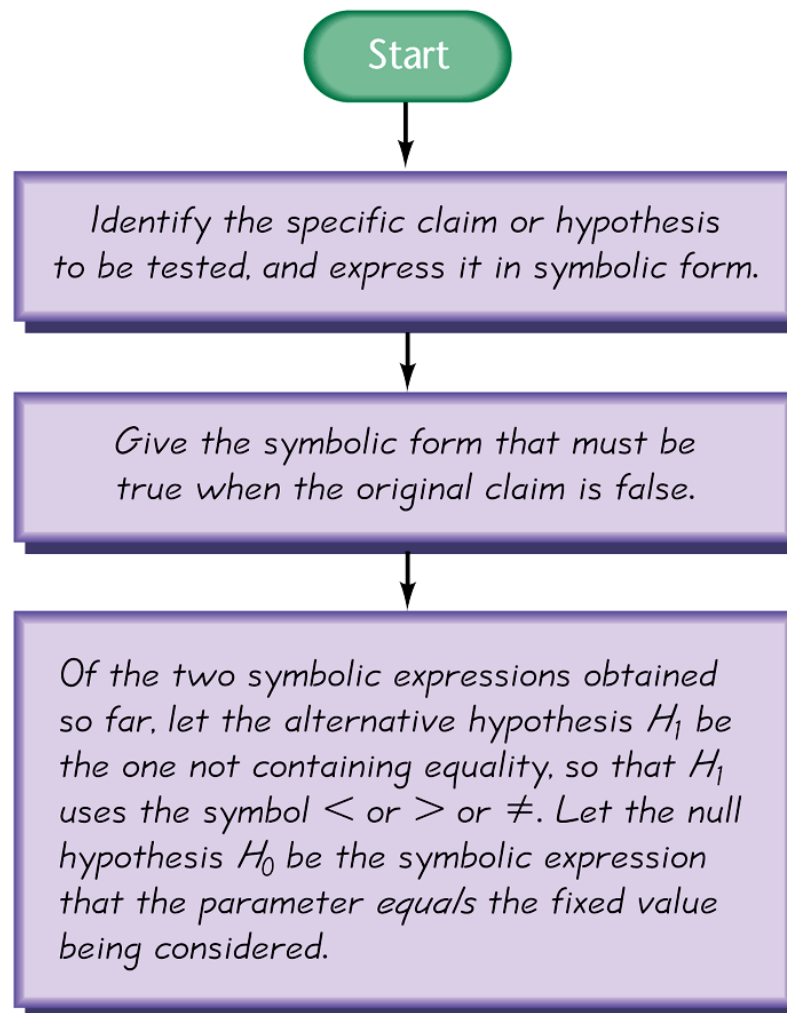 Start
Identify the specific claim or hypothesis
to be tested, and express it in symbolic form.
Give the symbolic form that must be
true when the original claim is false.
Of the two symbolic expressions obtained
so far, let the alternative hypothesis H₁ be
the one not containing equality, so that H₁
uses the symbol < or > or ≠. Let the null
hypothesis H₀ be the symbolic expression
that the parameter equals the fixed value
being considered.